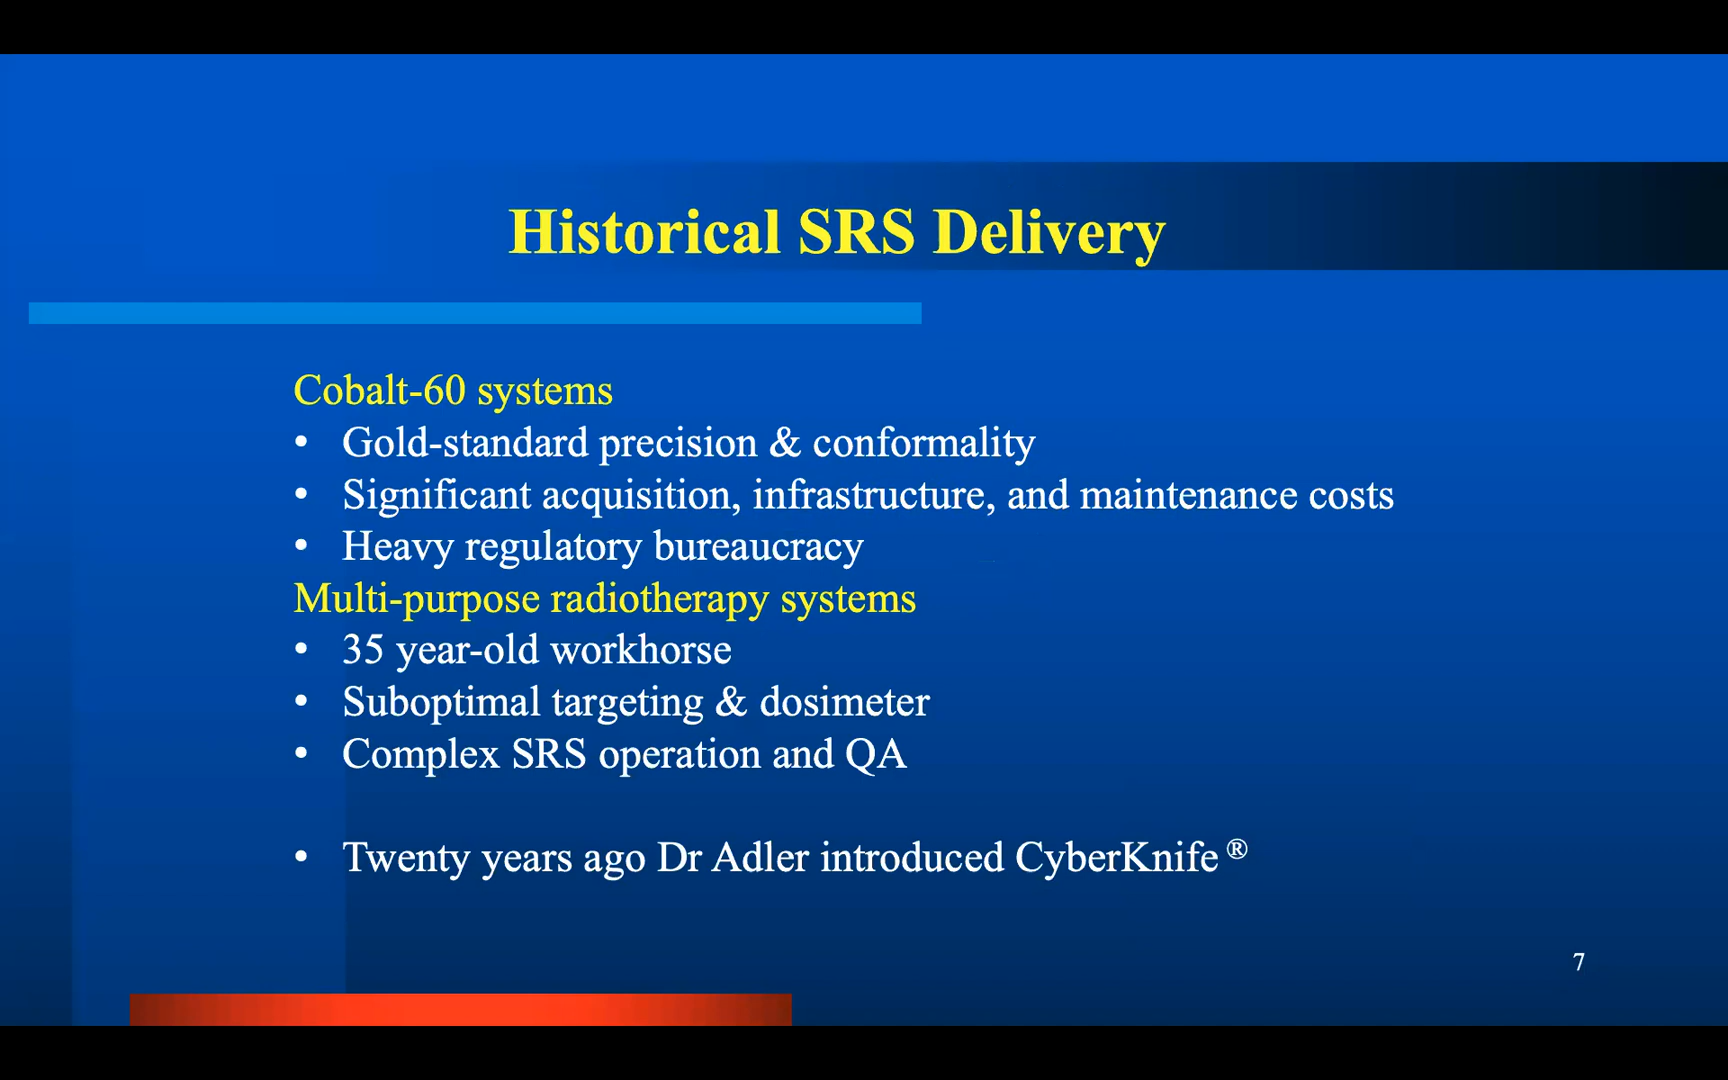 Historical SRS Delivery
Cobalt-60 systems
• Gold-standard precision & conformality
• Significant acquisition, infrastructure, and maintenance costs
• Heavy regulatory bureaucracy
Multi-purpose radiotherapy systems
• 35 year-old workhorse
• Suboptimal targeting & dosimeter
• Complex SRS operation and QA
• Twenty years ago Dr Adler introduced CyberKnife ®
7